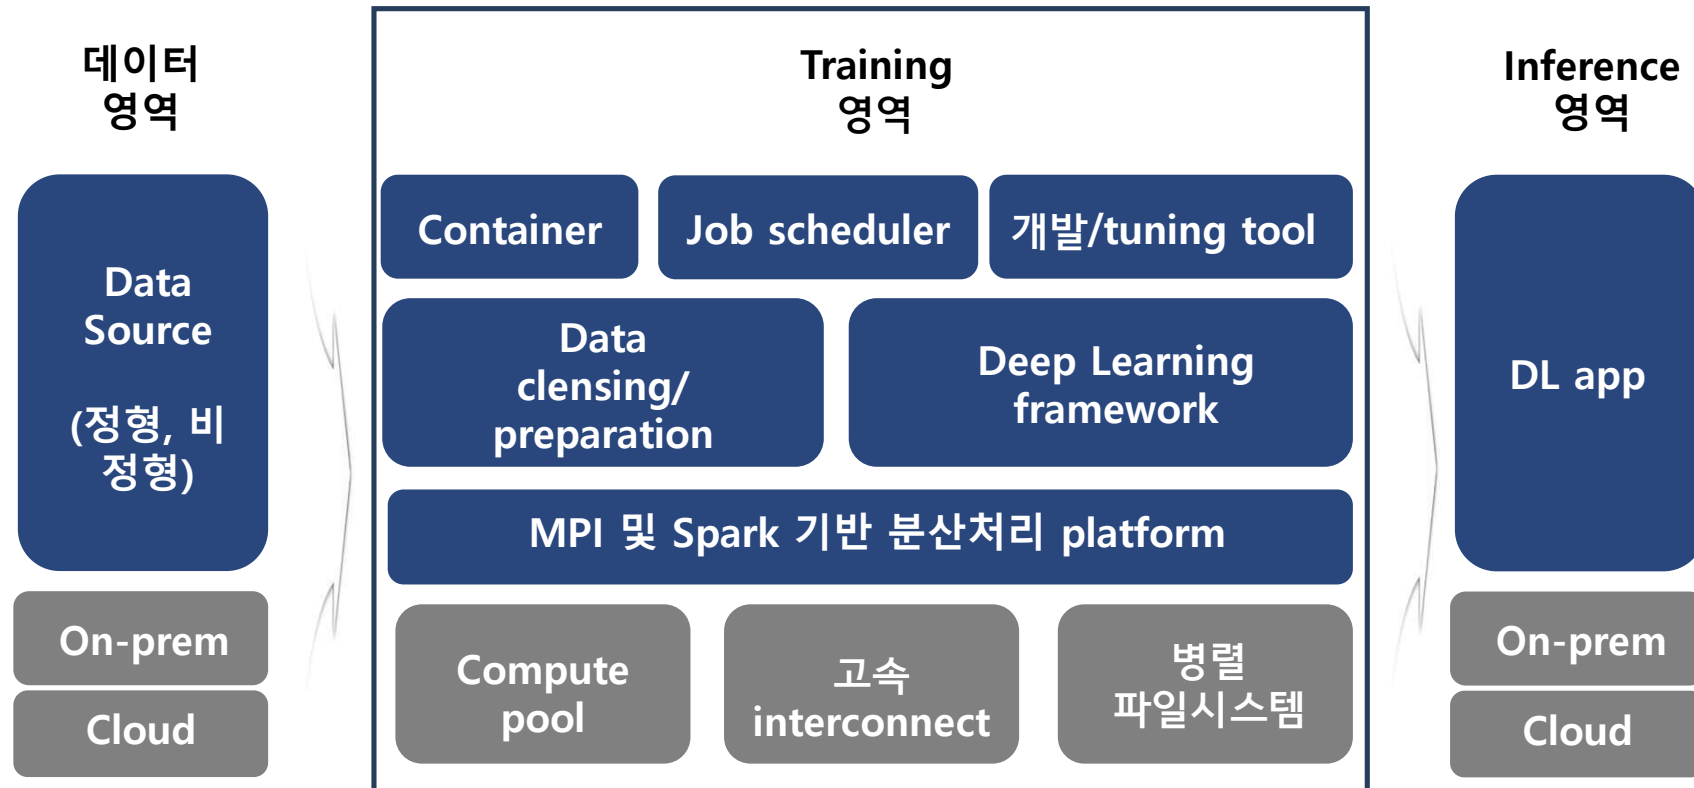 데이터
영역
Data
Source
(정형, 비
정형)
On-prem
Cloud
Training
영역
Container
Job scheduler
개발/tuning tool
Data
clensing/
preparation
Deep Learning
framework
MPI 및 Spark 기반 분산처리 platform
Compute
pool
고속
interconnect
병렬
파일시스템
Inference
영역
DL app
On-prem
Cloud